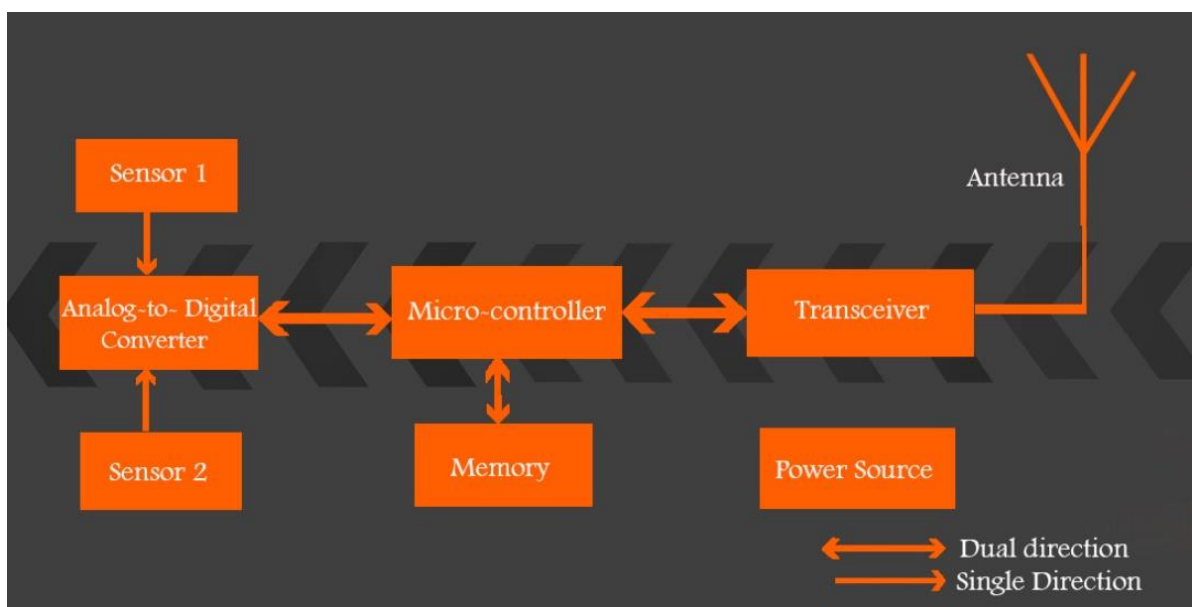 Sensor 1
Antenna
Analog-to- Digital
Converter
Micro-controller
Transceiver
Sensor 2
Memory
Power Source
Dual direction
Single Direction